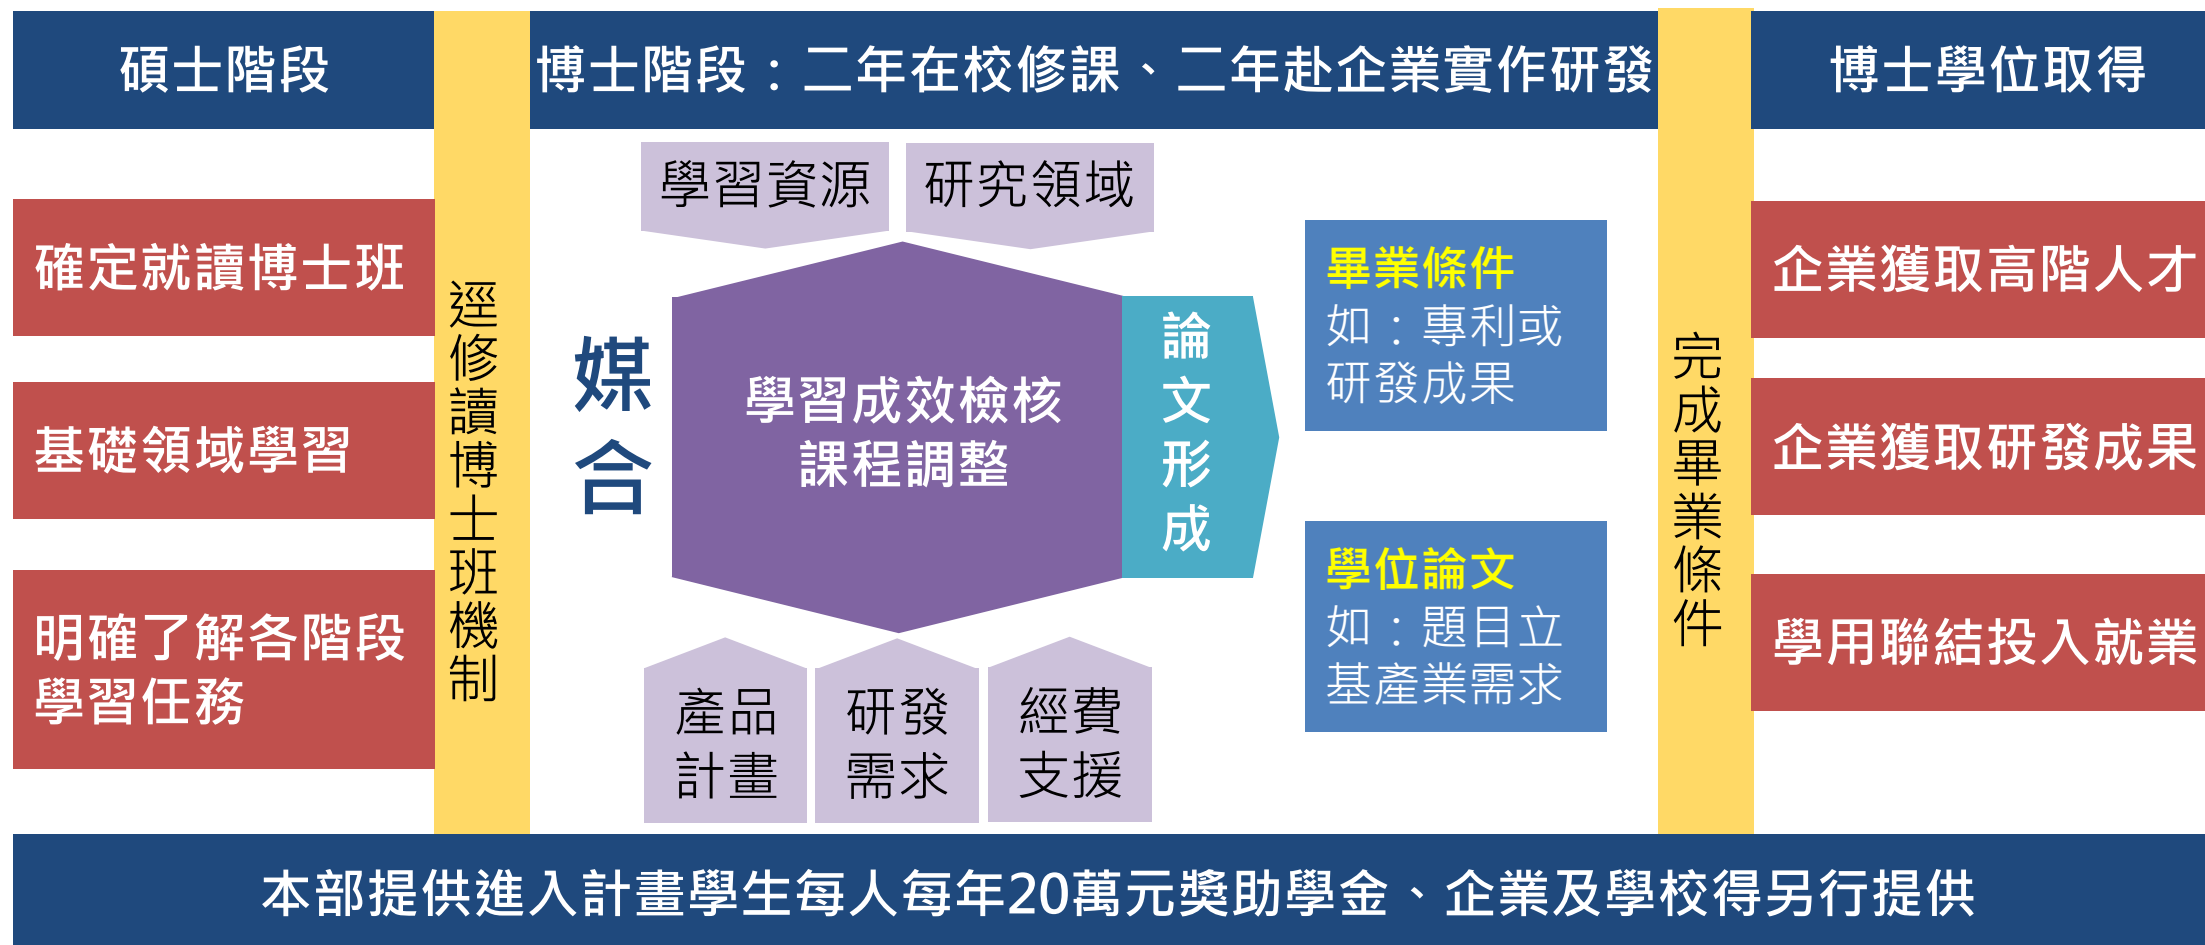 碩士階段
博士階段：二年在校修課、二年赴企業實作研發
博士學位取得
確定就讀博士班
基礎領域學習
明確了解各階段
學習任務
逕修讀博士班機制
媒合
學習資源
研究領域
學習成效檢核
課程調整
產品
計畫
研發
需求
經費
支援
論文形成
畢業條件
如：專利或
研發成果
學位論文
如：題目立
基產業需求
完成畢業條件
企業獲取高階人才
企業獲取研發成果
學用聯結投入就業
本部提供進入計畫學生每人每年20萬元獎助學金、企業及學校得另行提供